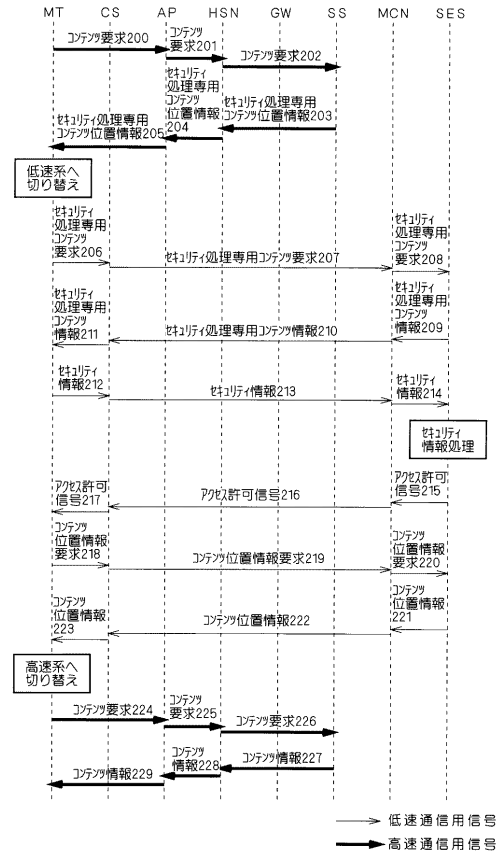 MT CS AP HSN GW SS MCN SES
コンテンツ要求200
コンテンツ
要求201
コンテンツ要求202
セキュリティ
処理専用
コンテンツ
位置情報
204
セキュリティ処理専用
コンテンツ位置情報203
セキュリティ処理専用
コンテンツ位置情報205
低速系へ
切り替え
セキュリティ
処理専用
コンテンツ
要求206
セキュリティ処理専用コンテンツ要求207
セキュリティ
処理専用
コンテンツ
要求208
セキュリティ
処理専用
コンテンツ
情報211
セキュリティ処理専用コンテンツ情報210
セキュリティ
処理専用
コンテンツ
情報209
セキュリティ
情報212
セキュリティ情報213
セキュリティ
情報214
セキュリティ
情報処理
アクセス許可
信号217
アクセス許可信号216
アクセス許可
信号215
コンテンツ
位置情報
要求218
コンテンツ位置情報要求219
コンテンツ
位置情報
要求220
コンテンツ
位置情報
223
コンテンツ位置情報222
コンテンツ
位置情報
221
高速系へ
切り替え
コンテンツ要求224
コンテンツ
要求225
コンテンツ要求226
コンテンツ情報227
コンテンツ
情報228
コンテンツ情報229
低速通信用信号
高速通信用信号